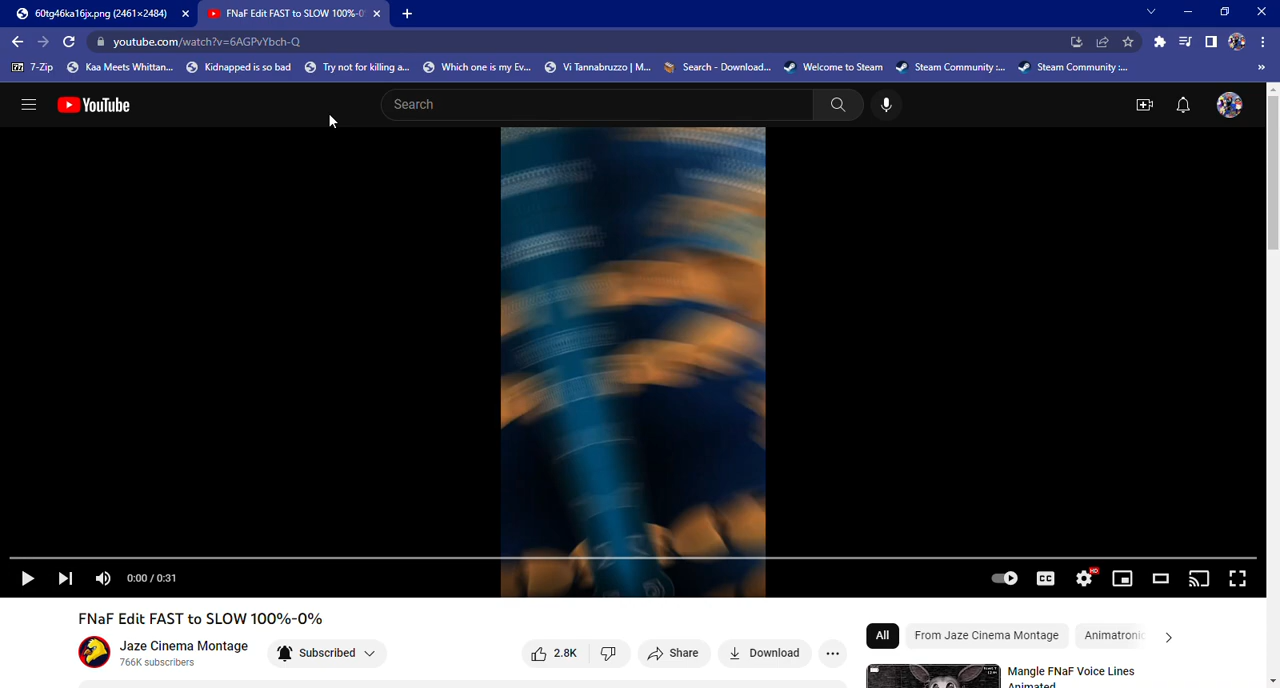 60tg46ka16jx.png (2461×2484)
FNaF Edit FAST to SLOW 100%-0
youtube.com/watch?v=6AGPvYbch-Q
7-Zip
Kaa Meets Whittan...
Kidnapped is so bad
Try not for killing a...
Which one is my Ev...
Vi Tannabruzzo | M...
Search - Download...
Welcome to Steam
Steam Community :...
Steam Community :...
»
YouTube
Search
0:00 / 0:31
CC
HD
FNaF Edit FAST to SLOW 100%-0%
Jaze Cinema Montage
766K subscribers
Subscribed
2.8K
Share
Download
All
From Jaze Cinema Montage
Animatronic
Mangle FNaF Voice Lines
Animated